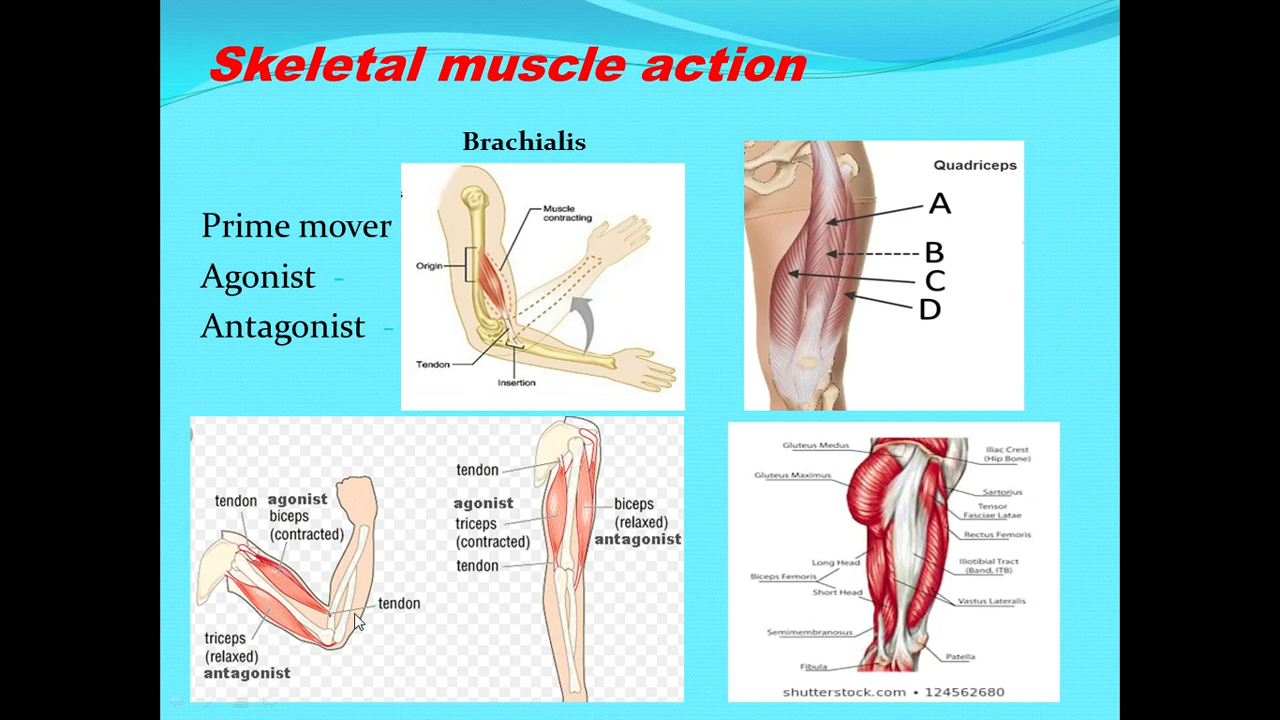 Skeletal muscle action
Brachialis
Prime mover
Agonist -
Antagonist -
Muscle
contracting
Origin
Tendon
Insertion
Quadriceps
A
B
C
D
tendon
agonist
biceps
(contracted)
tendon
triceps
(relaxed)
antagonist
tendon
agonist
triceps
(contracted)
tendon
biceps
(relaxed)
antagonist
Gluteus Medus
Gluteus Maximus
Iliac Crest
(Hip Bone)
Sartorius
Tensor
Fasciae Latae
Rectus Femoris
Iliotibial Tract
(Band, ITB)
Long Head
Biceps Femoris
Short Head
Vastus Lateralis
Semimembranosus
Patella
Fibula
shutterstock.com • 124562680